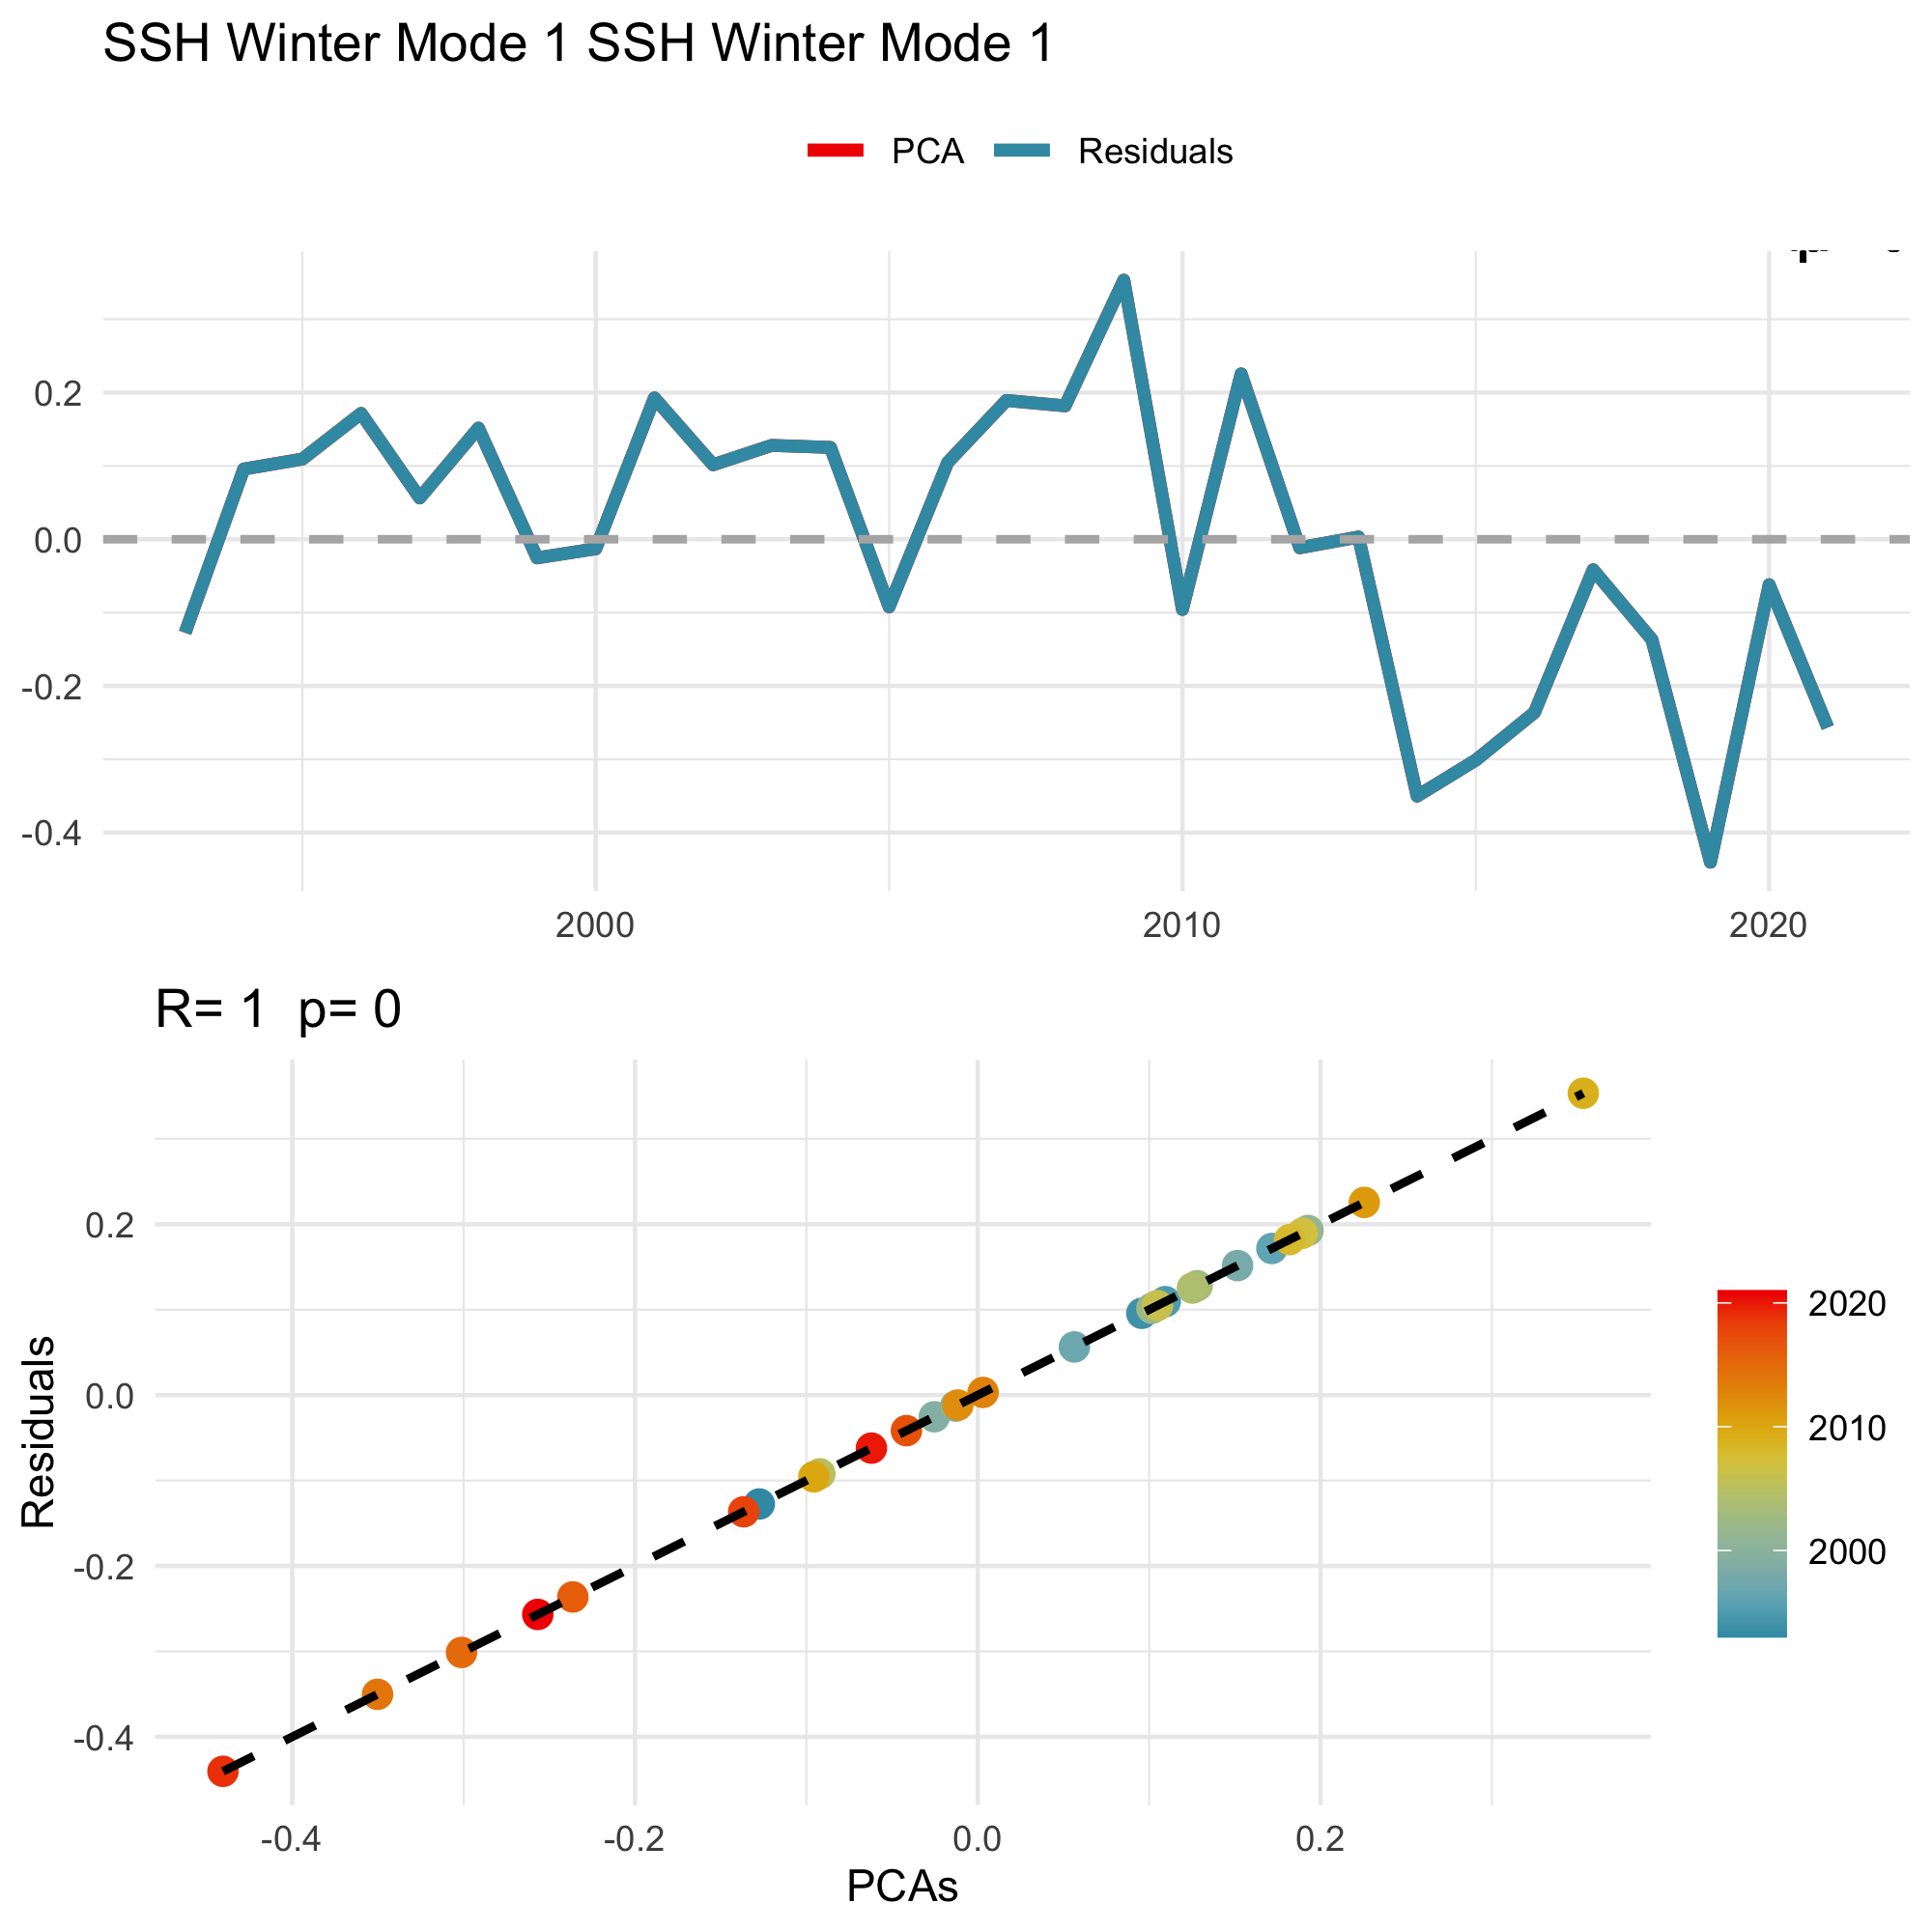 SSH Winter Mode 1 SSH Winter Mode 1
PCA Residuals
0.2
0.0
-0.2
-0.4
2000 2010 2020
R= 1 p= 0
Residuals
0.2
0.0
-0.2
-0.4
-0.4 -0.2 0.0 0.2
PCAs
2020
2010
2000